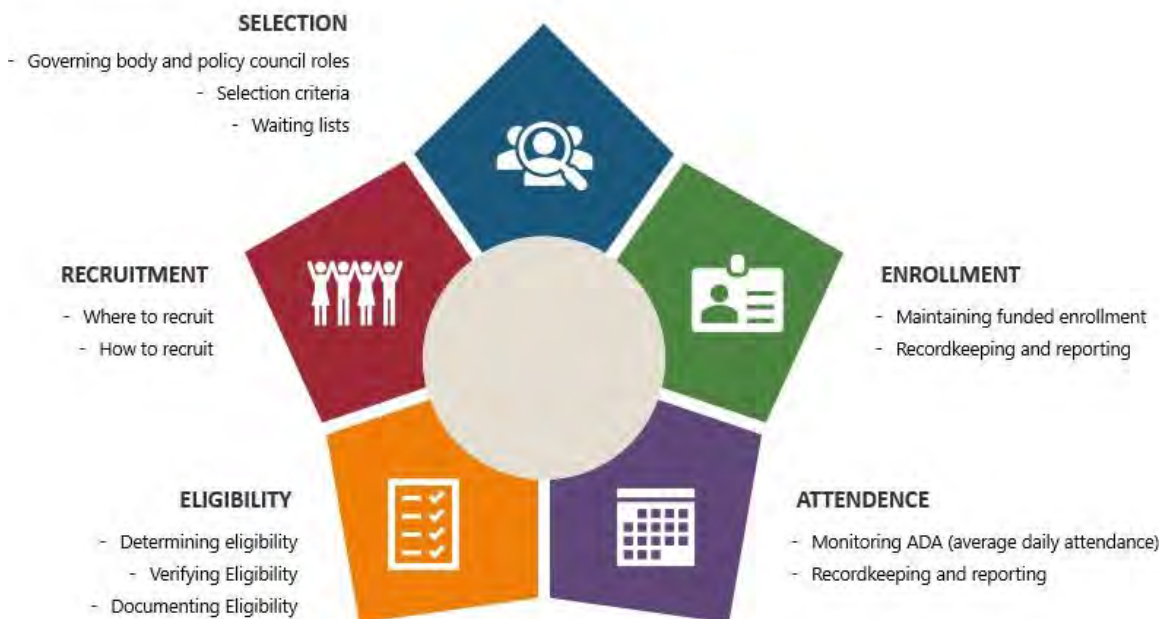 SELECTION
- Governing body and policy council roles
- Selection criteria
- Waiting lists
RECRUITMENT
- Where to recruit
- How to recruit
ENROLLMENT
- Maintaining funded enrollment
- Recordkeeping and reporting
ELIGIBILITY
- Determining eligibility
- Verifying Eligibility
- Documenting Eligibility
ATTENDENCE
- Monitoring ADA (average daily attendance)
- Recordkeeping and reporting